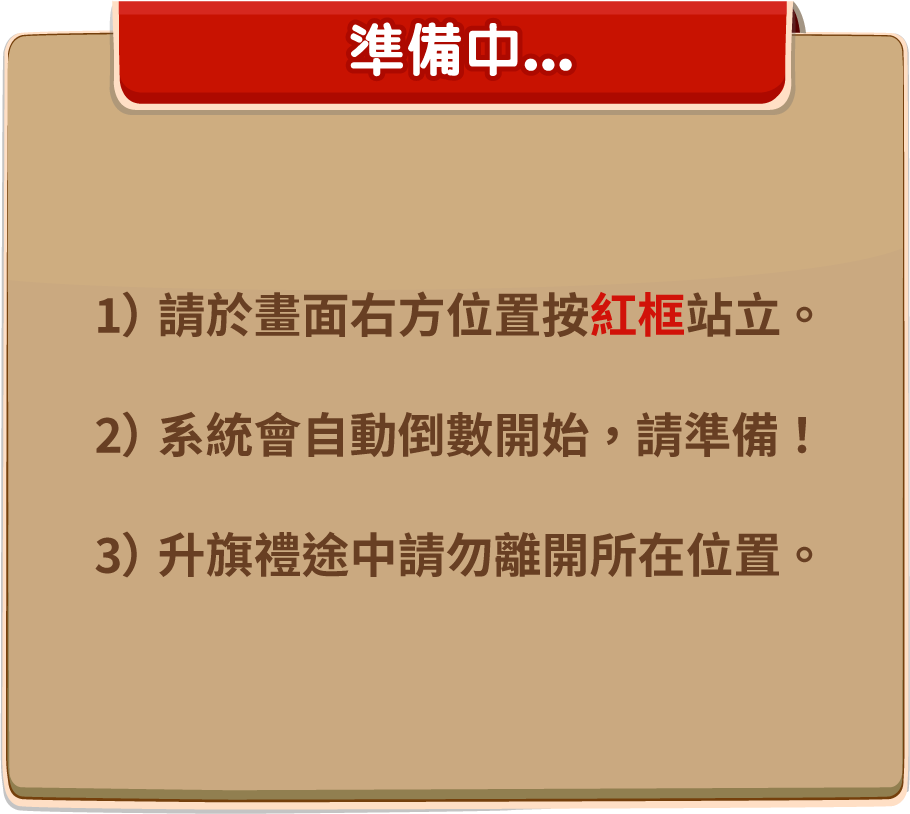 準備中...
1) 請於畫面右方位置按紅框站立。
2) 系統會自動倒數開始，請準備！
3) 升旗禮途中請勿離開所在位置。